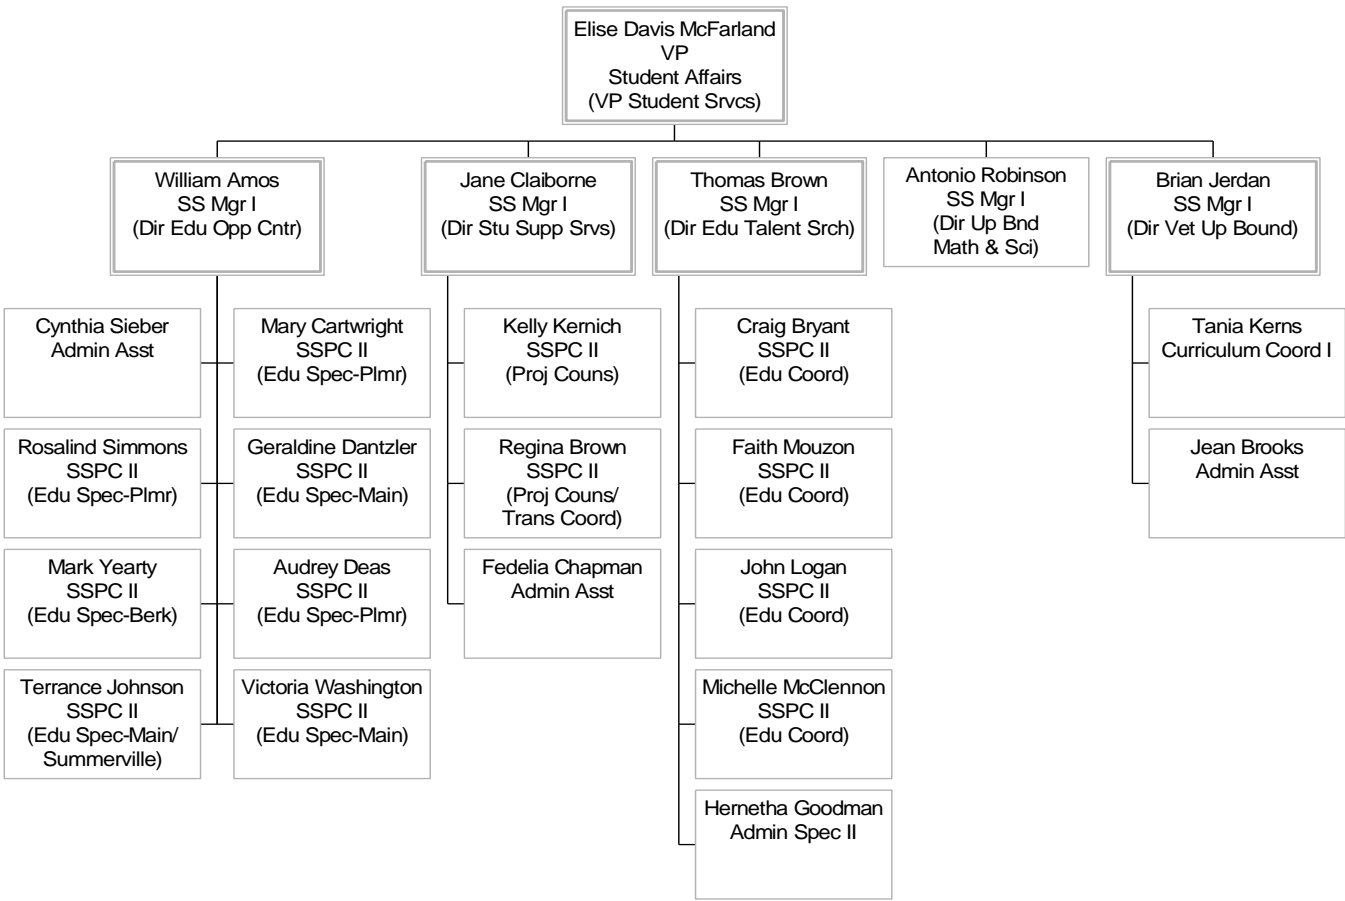 Elise Davis McFarland
VP
Student Affairs
(VP Student Srvcs)
William Amos
SS Mgr I
(Dir Edu Opp Cntr)
Jane Claiborne
SS Mgr I
(Dir Stu Supp Srvs)
Thomas Brown
SS Mgr I
(Dir Edu Talent Srch)
Antonio Robinson
SS Mgr I
(Dir Up Bnd
Math & Sci)
Brian Jerdan
SS Mgr I
(Dir Vet Up Bound)
Cynthia Sieber
Admin Asst
Mary Cartwright
SSPC II
(Edu Spec-Plmr)
Kelly Kernich
SSPC II
(Proj Couns)
Craig Bryant
SSPC II
(Edu Coord)
Tania Kerns
Curriculum Coord I
Rosalind Simmons
SSPC II
(Edu Spec-Plmr)
Geraldine Dantzler
SSPC II
(Edu Spec-Main)
Regina Brown
SSPC II
(Proj Couns/
Trans Coord)
Faith Mouzon
SSPC II
(Edu Coord)
Jean Brooks
Admin Asst
Mark Yearty
SSPC II
(Edu Spec-Berk)
Audrey Deas
SSPC II
(Edu Spec-Plmr)
Fedelia Chapman
Admin Asst
John Logan
SSPC II
(Edu Coord)
Terrance Johnson
SSPC II
(Edu Spec-Main/
Summerville)
Victoria Washington
SSPC II
(Edu Spec-Main)
Michelle McClennon
SSPC II
(Edu Coord)
Hernetha Goodman
Admin Spec II